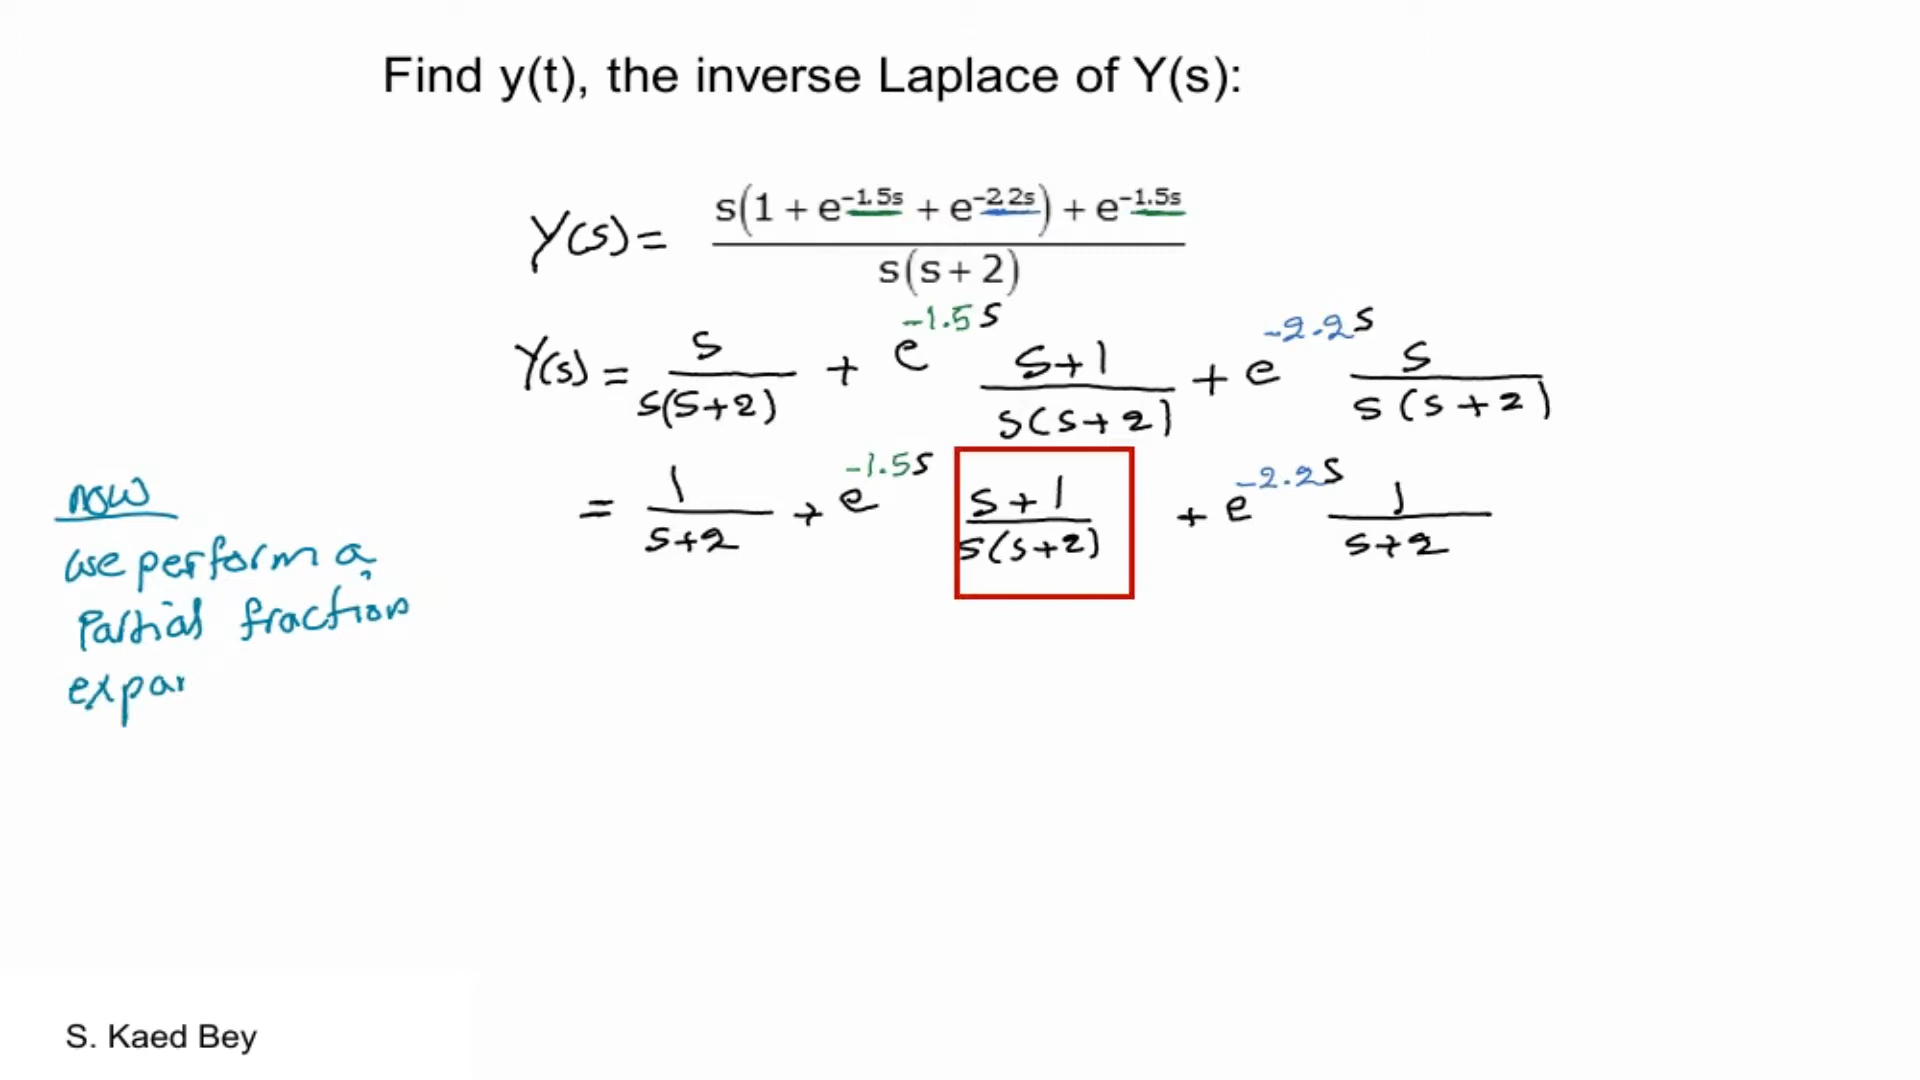 Find y(t), the inverse Laplace of Y(s):
Y(s) = s(1 + e^-1.5s + e^-2.2s) + e^-1.5s / s(s + 2)
Y(s) = s / s(s+2) + e^-1.5s s+1 / s(s+2) + e^-2.2s s / s(s+2)
= 1 / s+2 + e^-1.5s s+1 / s(s+2) + e^-2.2s 1 / s+2
now
we perform a
Partial fraction
expan
S. Kaed Bey